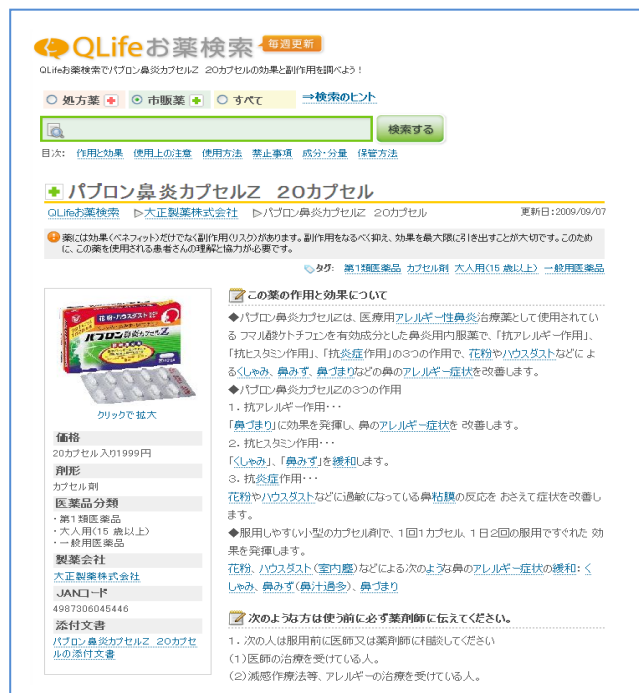 QLifeお薬検索 毎週更新
QLifeお薬検索でパブロン鼻炎カプセルZ 20カプセルの効果と副作用を調べよう！
処方薬 市販薬 すべて ⇒検索のヒント
検索する
目次: 作用と効果 使用上の注意 使用方法 禁止事項 成分・分量 保管方法
パブロン鼻炎カプセルZ 20カプセル
QLifeお薬検索 ▷大正製薬株式会社 ▷パブロン鼻炎カプセルZ 20カプセル 更新日:2009/09/07
薬には効果(ベネフィット)だけでなく副作用(リスク)があります。副作用をなるべく抑え、効果を最大限に引き出すことが大切です。このため
に、この薬を使用される患者さんの理解と協力が必要です。
タグ: 第1類医薬品 カプセル剤 大人用(15 歳以上) 一般用医薬品
花粉・ハウスダスト
パブロン鼻炎カプセルZ
クリックで拡大
価格
20カプセル入り1999円
剤形
カプセル剤
医薬品分類
・第1類医薬品
・大人用(15 歳以上)
・一般用医薬品
製薬会社
大正製薬株式会社
JANコード
4987306045446
添付文書
パブロン鼻炎カプセルZ 20カプセ
ルの添付文書
この薬の作用と効果について
◆パブロン鼻炎カプセルZは、医療用アレルギー性鼻炎治療薬として使用されてい
る フマル酸ケトチフェンを有効成分とした鼻炎用内服薬で、「抗アレルギー作用」、
「抗ヒスタミン作用」、「抗炎症作用」の3つの作用で、花粉やハウスダストなどによ
るくしゃみ、鼻みず、鼻づまりなどの鼻のアレルギー症状を改善します。
◆パブロン鼻炎カプセルZの3つの作用
1. 抗アレルギー作用・・・
「鼻づまり」に効果を発揮し、鼻のアレルギー症状を 改善します。
2. 抗ヒスタミン作用・・・
「くしゃみ」、「鼻みず」を緩和します。
3. 抗炎症作用・・・
花粉やハウスダストなどに過敏になっている鼻粘膜の反応を おさえて症状を改善し
ます。
◆服用しやすい小型のカプセル剤で、1回1カプセル、1日2回の服用ですぐれた 効
果を発揮します。
花粉、ハウスダスト(室内塵)などによる次のような鼻のアレルギー症状の緩和: く
しゃみ、鼻みず(鼻汁過多)、鼻づまり
次のような方は使う前に必ず薬剤師に伝えてください。
1. 次の人は服用前に医師又は薬剤師に相談してください
(1)医師の治療を受けている人。
(2)減感作療法等、アレルギーの治療を受けている人。